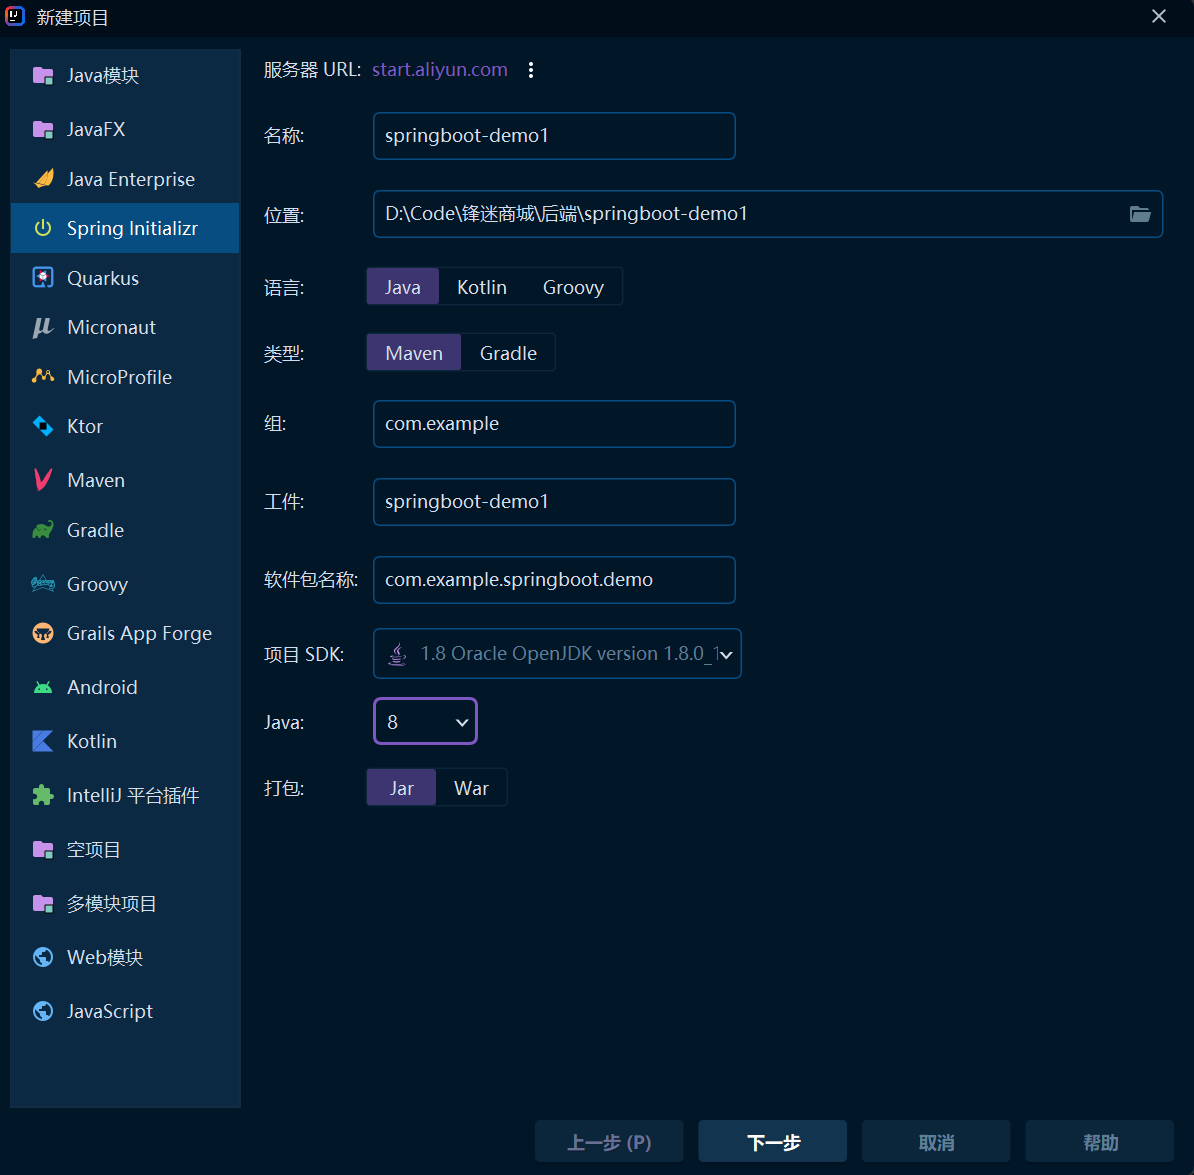 新建项目
Java模块
JavaFX
Java Enterprise
Spring Initializr
Quarkus
Micronaut
MicroProfile
Ktor
Maven
Gradle
Groovy
Grails App Forge
Android
Kotlin
IntelliJ 平台插件
空项目
多模块项目
Web模块
JavaScript
服务器 URL: start.aliyun.com
名称: springboot-demo1
位置: D:\Code\锋迷商城\后端\springboot-demo1
语言: Java Kotlin Groovy
类型: Maven Gradle
组: com.example
工件: springboot-demo1
软件包名称: com.example.springboot.demo
项目 SDK: 1.8 Oracle OpenJDK version 1.8.0_1
Java: 8
打包: Jar War
上一步 (P) 下一步 取消 帮助